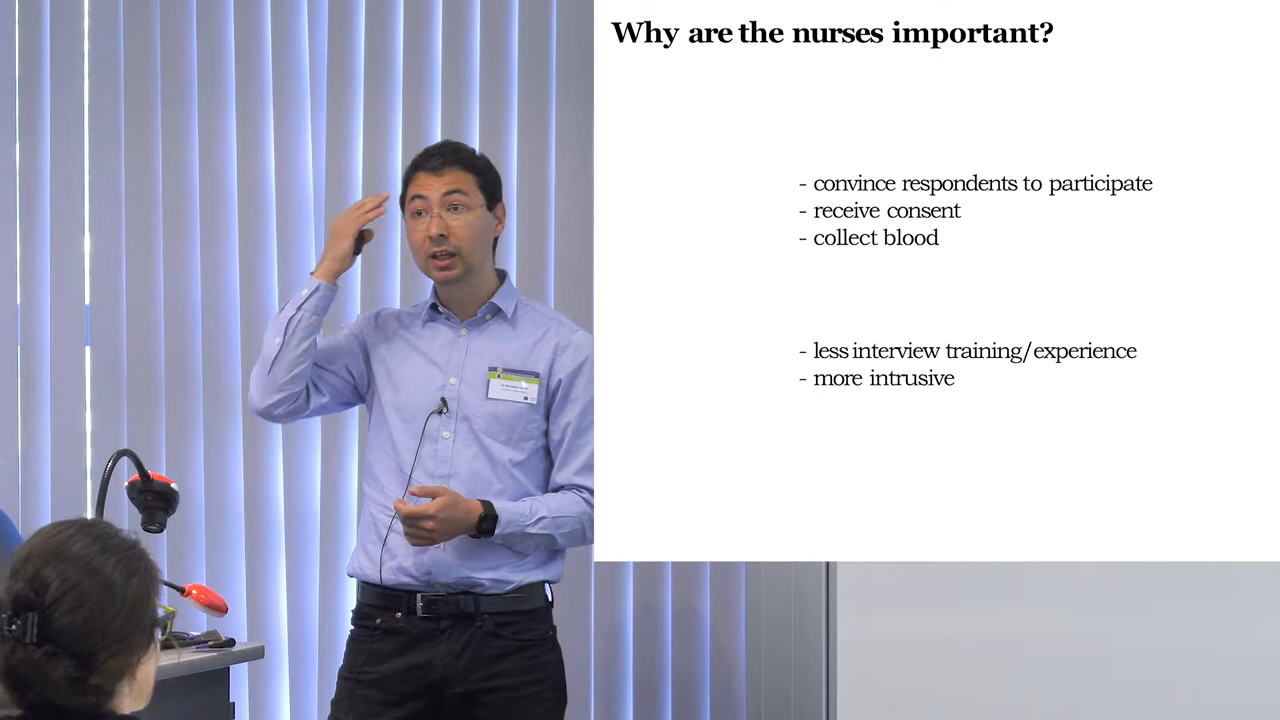 Why are the nurses important?
- convince respondents to participate
- receive consent
- collect blood
- less interview training/experience
- more intrusive